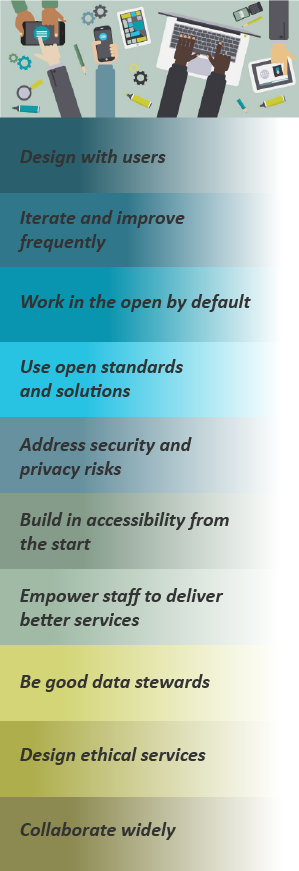 Design with users
Iterate and improve
frequently
Work in the open by default
Use open standards
and solutions
Address security and
privacy risks
Build in accessibility from
the start
Empower staff to deliver
better services
Be good data stewards
Design ethical services
Collaborate widely